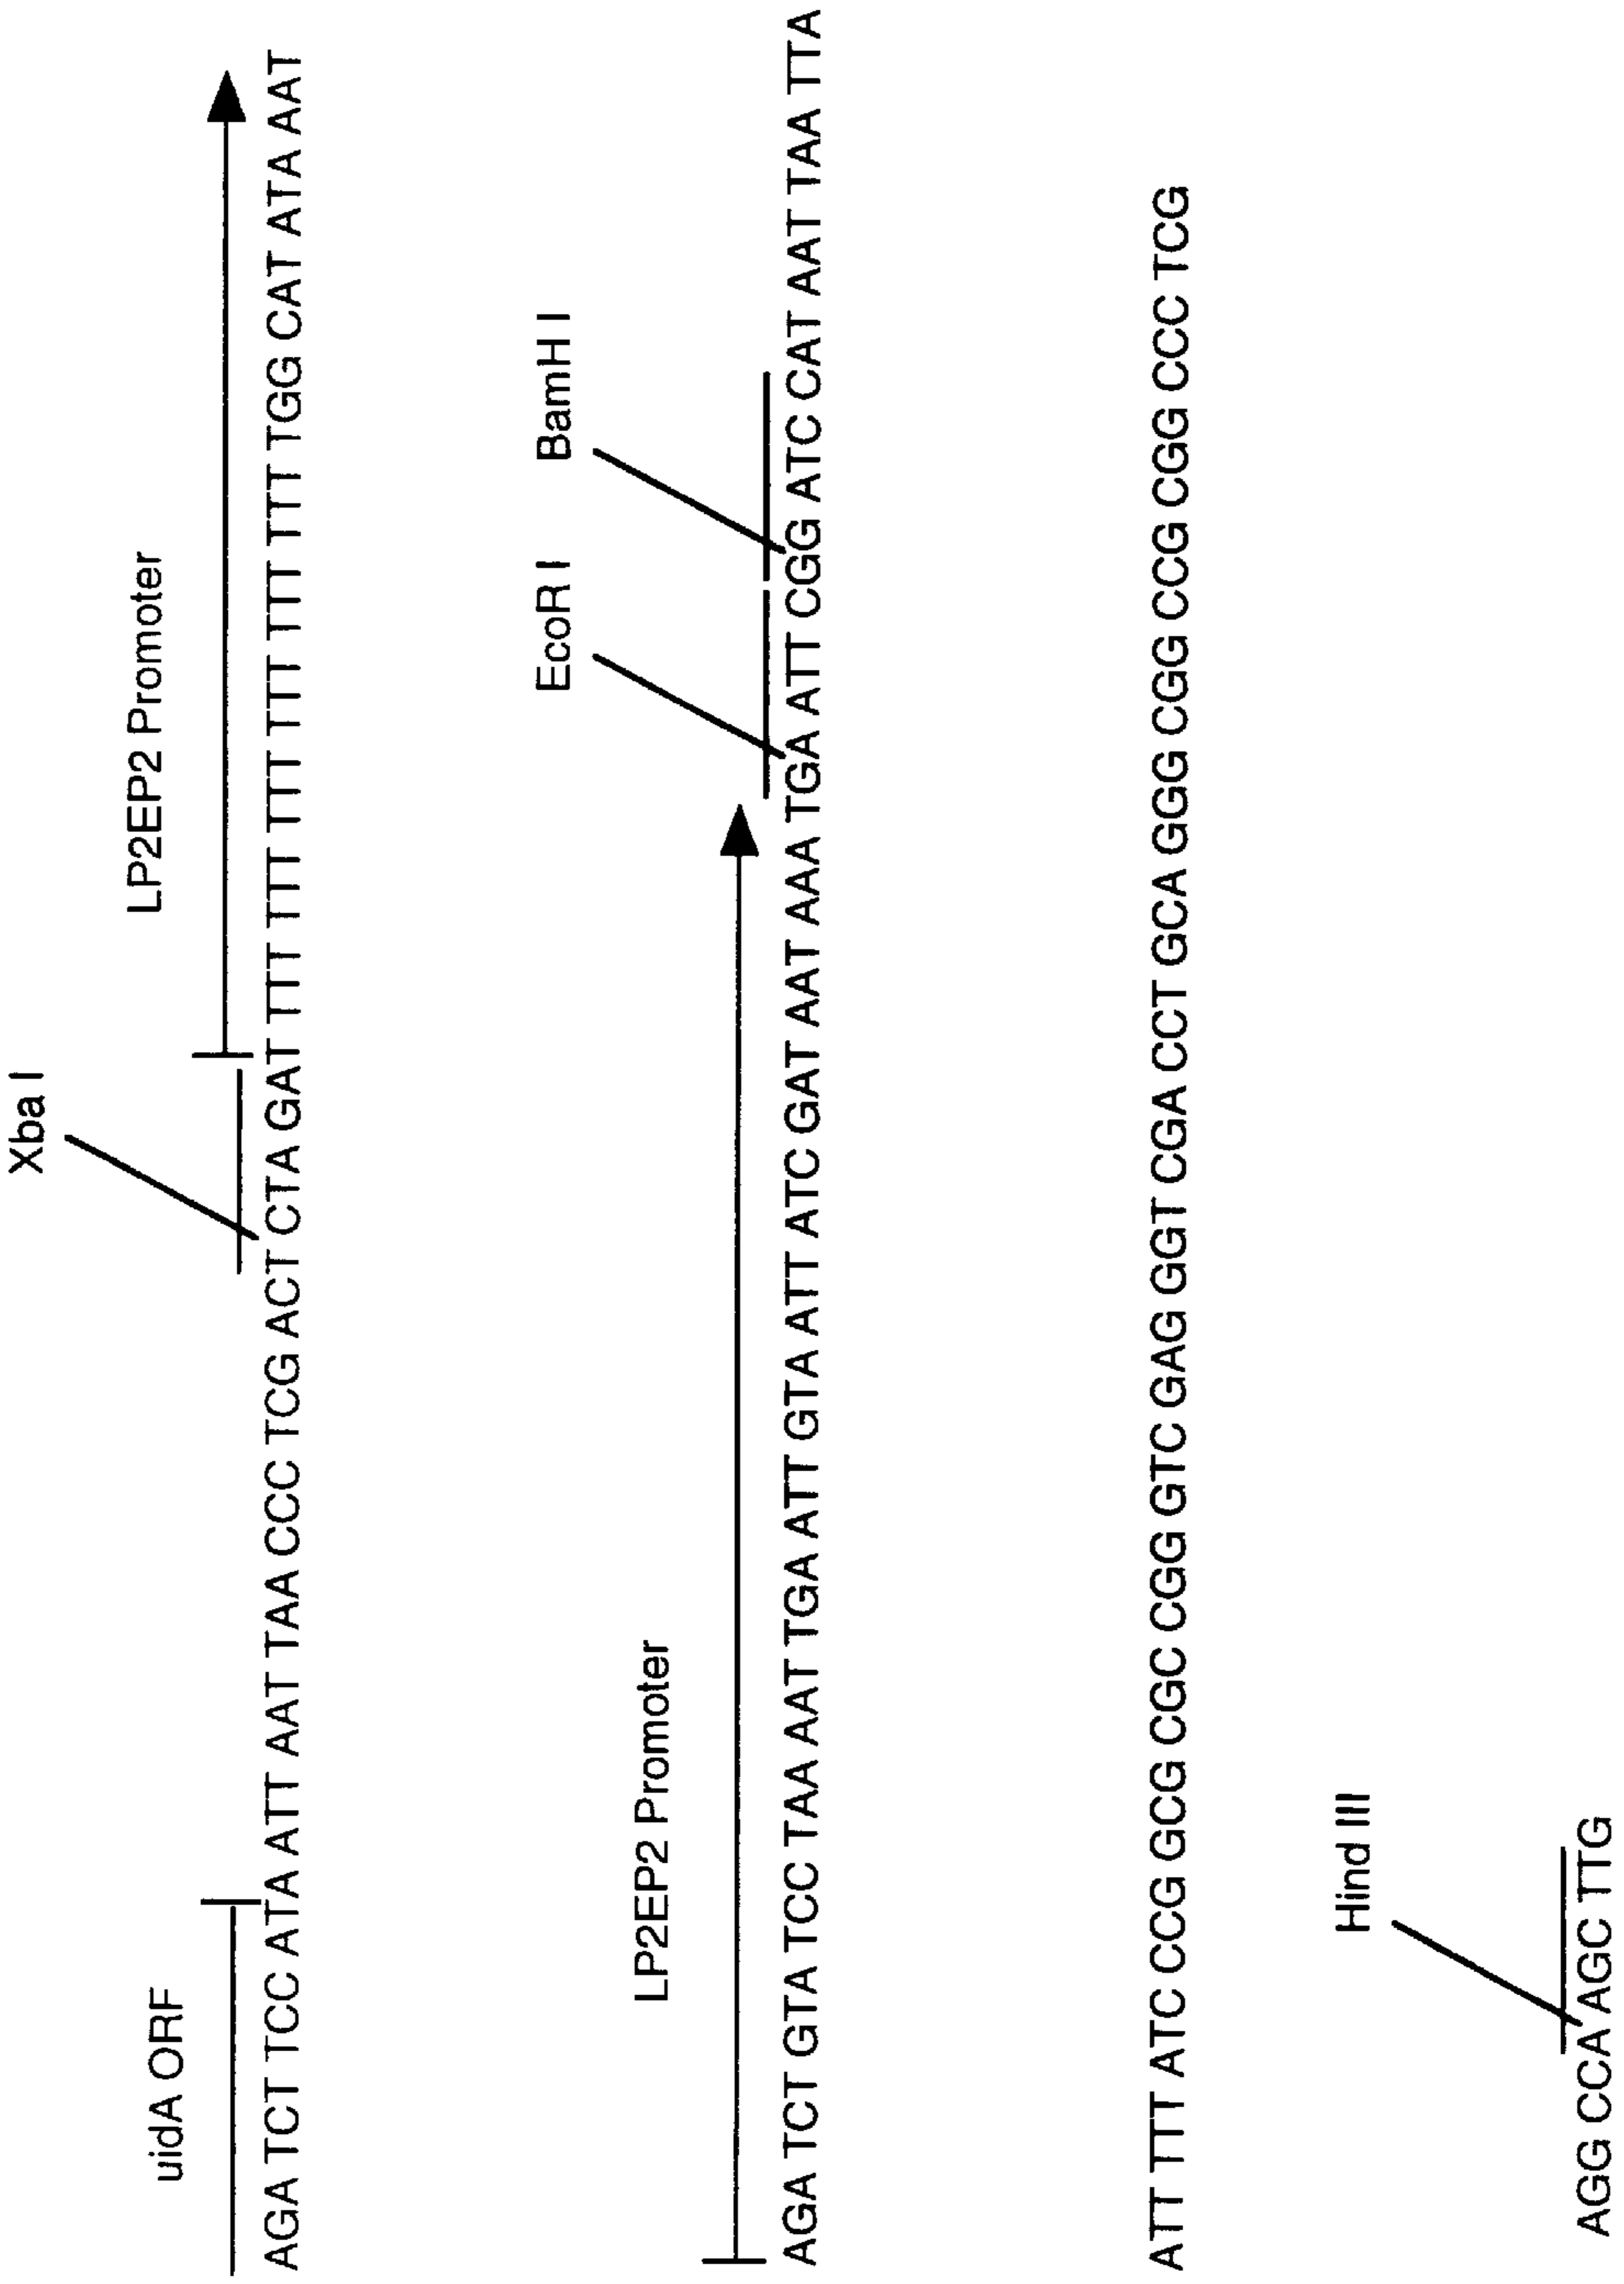 Xba I
uidA ORF
LP2EP2 Promoter
AGA TCT TCC ATA ATT AAT TAA CCC TCG ACT CTA GAT TTT TTT TTT TTT TTT TTT TTT TTT TGG CAT ATA AAT
EcoR I
BamH I
LP2EP2 Promoter
AGA TCT GTA TCC TAA AAT TGA ATT GTA ATT ATC GAT AAT AAA TGA ATT CGG ATC CAT AAT TAA TTA
ATT TTT ATC CCG GCG CGC CGG GTC GAG GGT CGA CCT GCA GGG CGG CCG CGG CCC TCG
Hind III
AGG CCA AGC TTG